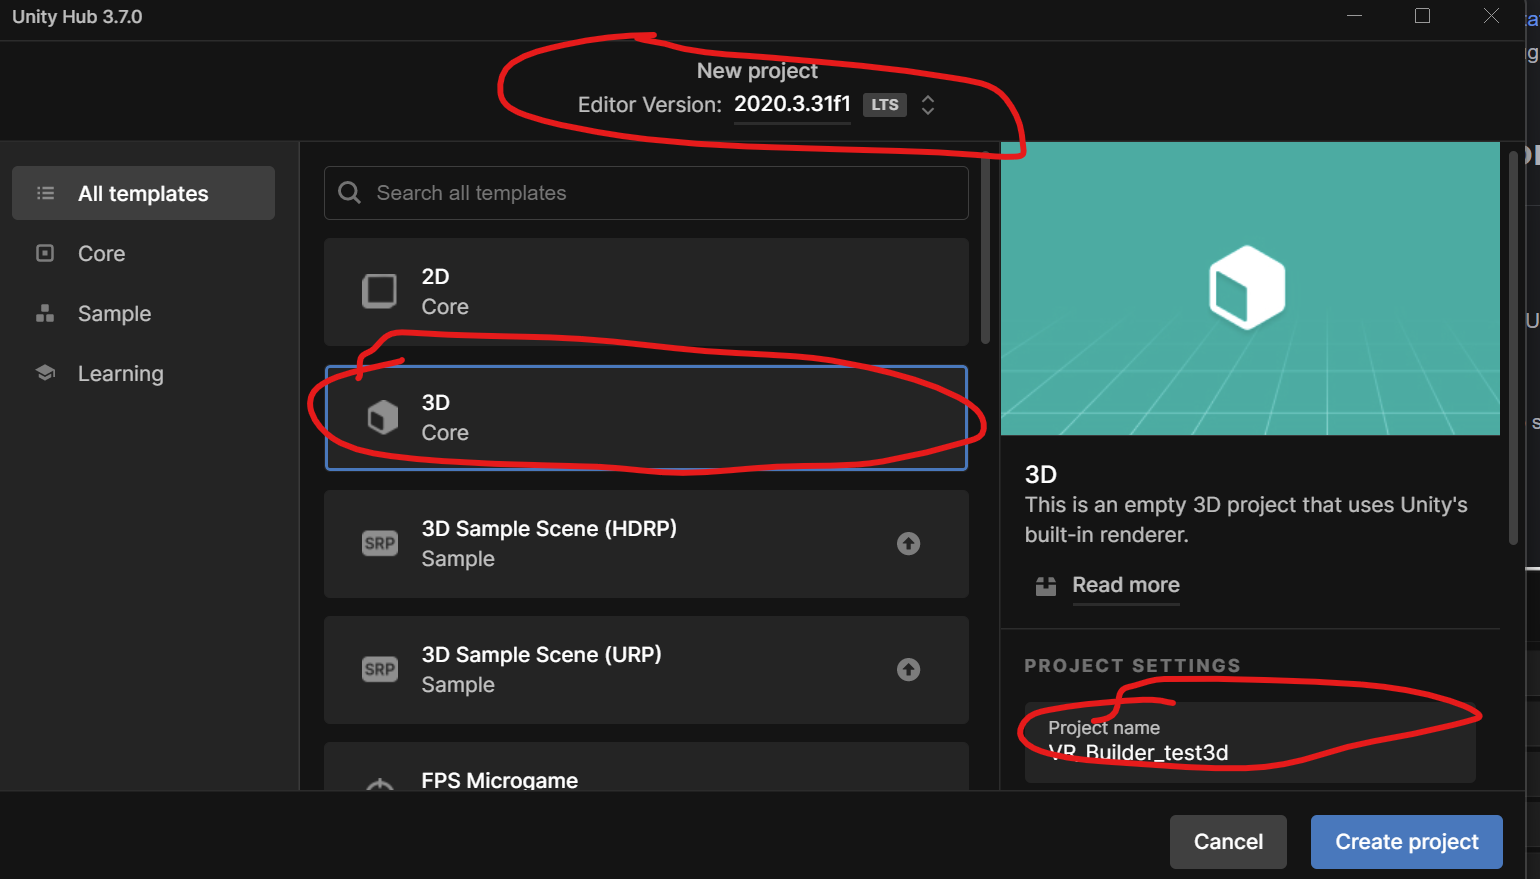 Unity Hub 3.7.0
New project
Editor Version: 2020.3.31f1 LTS
All templates
Core
Sample
Learning
Search all templates
2D
Core
3D
Core
SRP
3D Sample Scene (HDRP)
Sample
SRP
3D Sample Scene (URP)
Sample
FPS Microgame
3D
This is an empty 3D project that uses Unity's
built-in renderer.
Read more
PROJECT SETTINGS
Project name
VR_Builder_test3d
Cancel
Create project